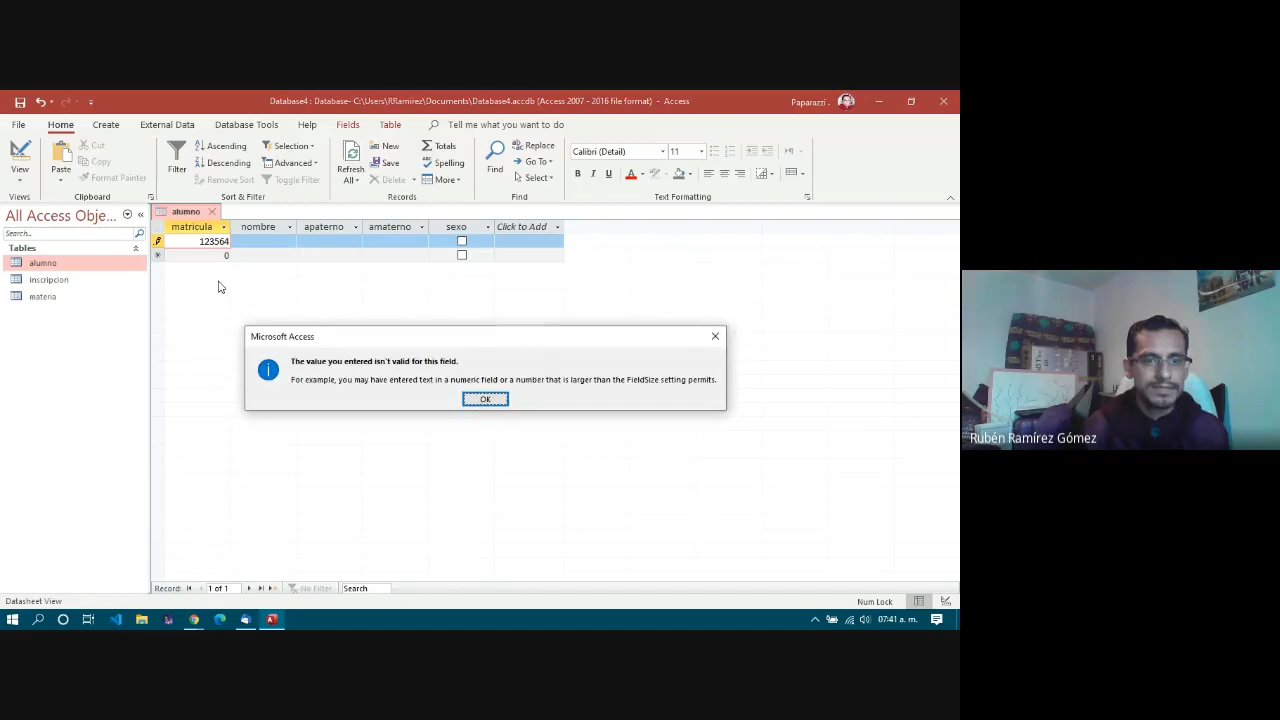 Database4 : Database- C:\Users\RRamirez\Documents\Database4.accdb (Access 2007 - 2016 file format) - Access
Paparazzi .
File Home Create External Data Database Tools Help Fields Table Tell me what you want to do
View
Views
Paste
Cut
Copy
Format Painter
Clipboard
Filter
Ascending
Descending
Remove Sort
Selection
Advanced
Toggle Filter
Sort & Filter
Refresh
All
New
Save
Delete
Totals
Spelling
More
Records
Find
Replace
Go To
Select
Find
Calibri (Detail) 11
B I U A
Text Formatting
All Access Obje...
Search...
Tables
alumno
inscripcion
materia
alumno
matricula nombre apaterno amaterno sexo Click to Add
123564
0
Microsoft Access
The value you entered isn't valid for this field.
For example, you may have entered text in a numeric field or a number that is larger than the FieldSize setting permits.
OK
Rubén Ramírez Gómez
Record: 1 of 1 No Filter Search
Datasheet View
Num Lock
07:41 a. m.